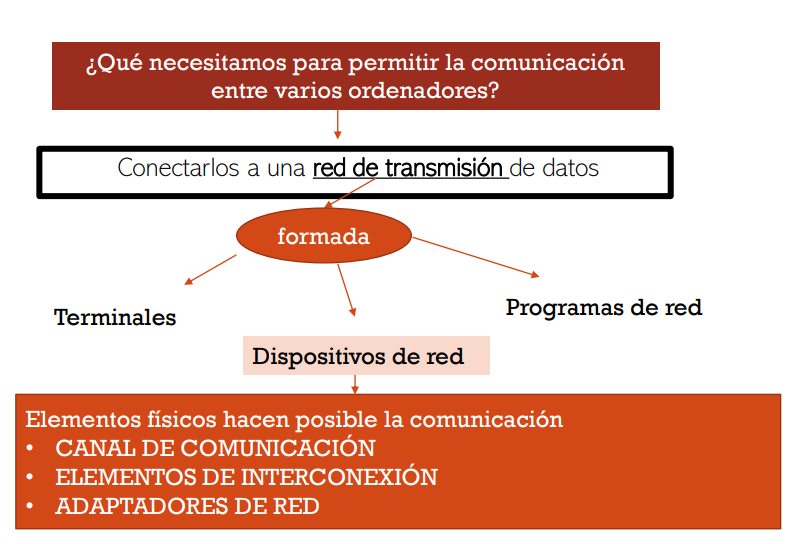 ¿Qué necesitamos para permitir la comunicación
entre varios ordenadores?
Conectarlos a una red de transmisión de datos
formada
Terminales
Programas de red
Dispositivos de red
Elementos físicos hacen posible la comunicación
• CANAL DE COMUNICACIÓN
• ELEMENTOS DE INTERCONEXIÓN
• ADAPTADORES DE RED